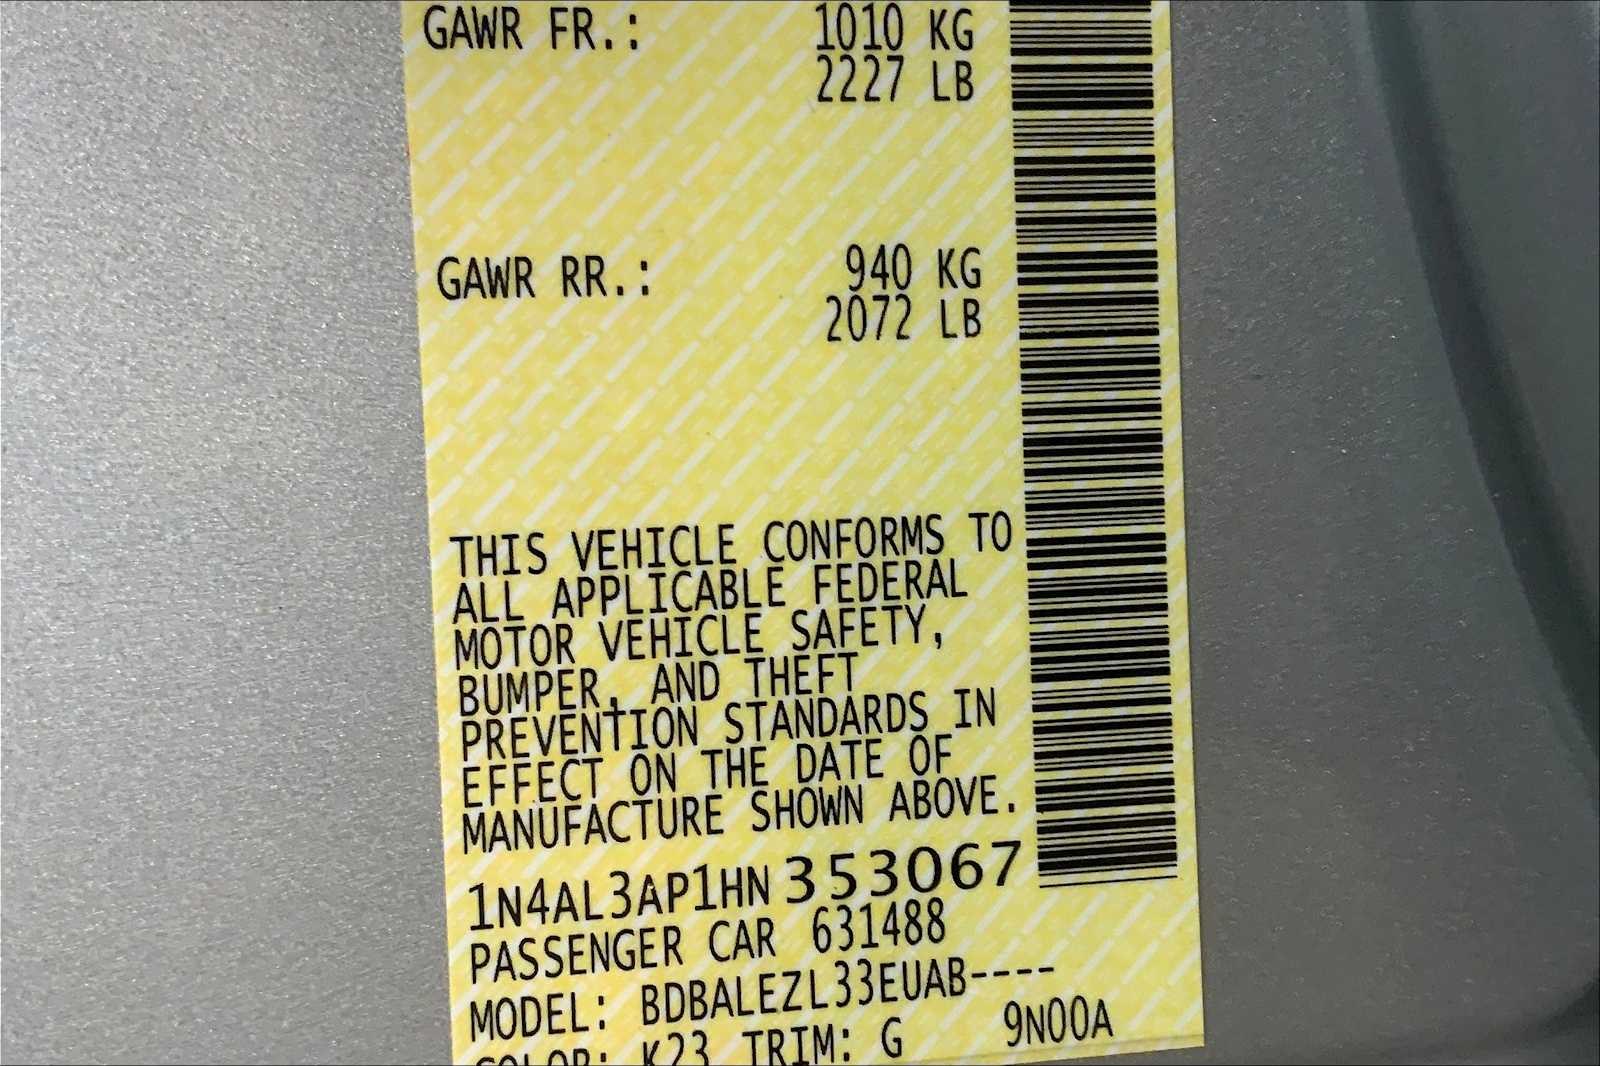 GAWR FR.: 1010 KG
2227 LB
GAWR RR.: 940 KG
2072 LB
THIS VEHICLE CONFORMS TO
ALL APPLICABLE FEDERAL
MOTOR VEHICLE SAFETY,
BUMPER, AND THEFT
PREVENTION STANDARDS IN
EFFECT ON THE DATE OF
MANUFACTURE SHOWN ABOVE.
1N4AL3AP1HN353067
PASSENGER CAR 631488
MODEL: BDBALEZL33EUAB----
COLOR: K23 TRIM: G 9N00A